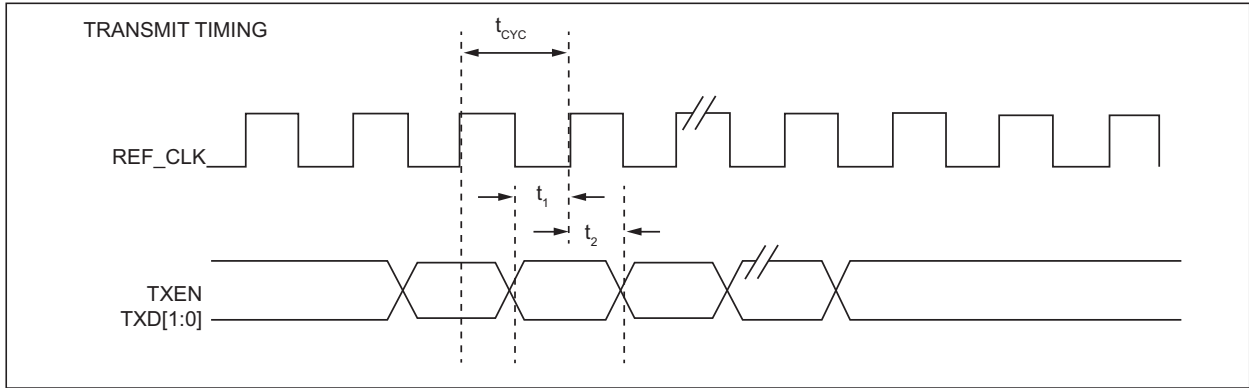 TRANSMIT TIMING
tCYC
REF_CLK
t1
t2
TXEN
TXD[1:0]